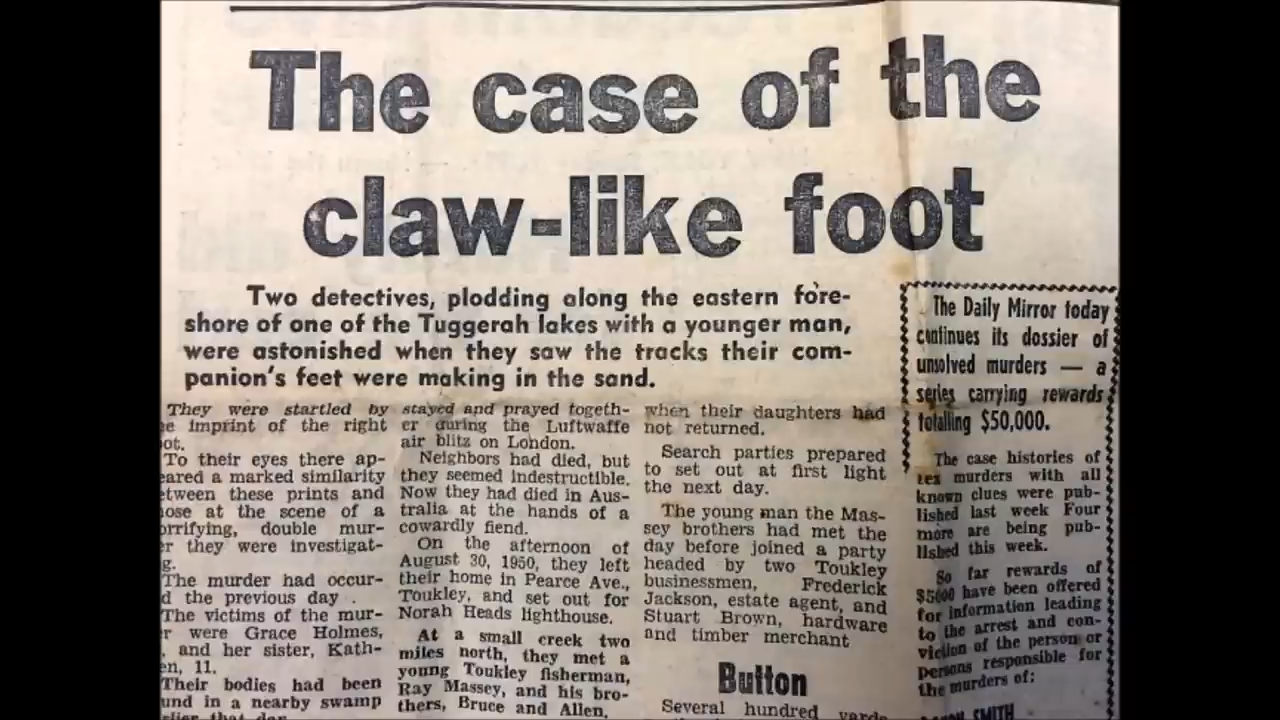 The case of the
claw-like foot
Two detectives, plodding along the eastern fore-
shore of one of the Tuggerah lakes with a younger man,
were astonished when they saw the tracks their com-
panion's feet were making in the sand.
They were startled by
e imprint of the right
ot.
To their eyes there ap-
eared a marked similarity
etween these prints and
ose at the scene of a
orrifying, double mur-
er they were investigat-
g.
The murder had occur-
d the previous day .
The victims of the mur-
r were Grace Holmes,
, and her sister, Kath-
en, 11.
Their bodies had been
und in a nearby swamp
rlier that day
stayed and prayed togeth-
er during the Luftwaffe
air blitz on London.
Neighbors had died, but
they seemed indestructible.
Now they had died in Aus-
tralia at the hands of a
cowardly fiend.
On the afternoon of
August 30, 1950, they left
their home in Pearce Ave.,
Toukley, and set out for
Norah Heads lighthouse.
At a small creek two
miles north, they met a
young Toukley fisherman,
Ray Massey, and his bro-
thers, Bruce and Allen.
when their daughters had
not returned.
Search parties prepared
to set out at first light
the next day.
The young man the Mas-
sey brothers had met the
day before joined a party
headed by two Toukley
businessmen, Frederick
Jackson, estate agent, and
Stuart Brown, hardware
and timber merchant
Button
Several hundred yards
The Daily Mirror today
continues its dossier of
unsolved murders — a
series carrying rewards
totalling $50,000.
The case histories of
murders with all
known clues were pub-
lished last week Four
more are being pub-
lished this week.
So far rewards of
$5000 have been offered
for information leading
to the arrest and con-
viction of the person or
persons responsible for
the murders of:
SMITH